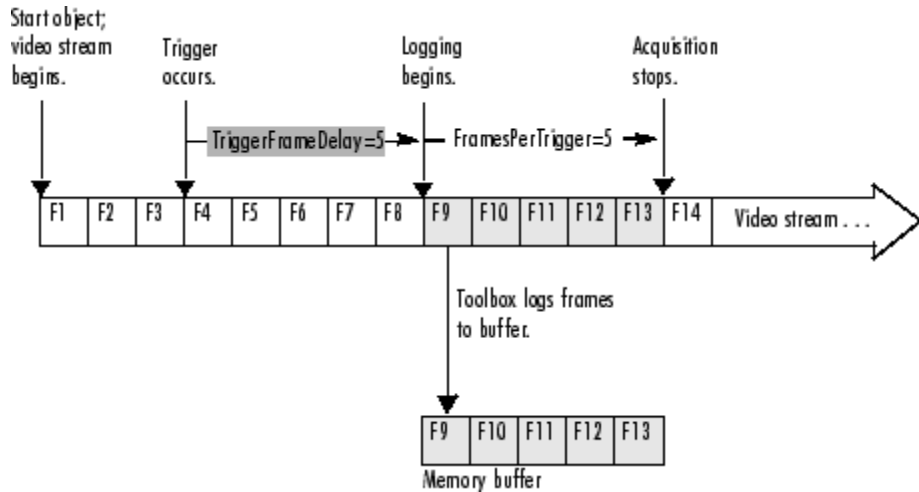 Start object;
video stream
begins.
Trigger
occurs.
Logging
begins.
Acquisition
stops.
TriggerFrameDelay=5
FramesPerTrigger=5
F1 F2 F3 F4 F5 F6 F7 F8 F9 F10 F11 F12 F13 F14 Video stream . . .
Toolbox logs frames
to buffer.
F9 F10 F11 F12 F13
Memory buffer